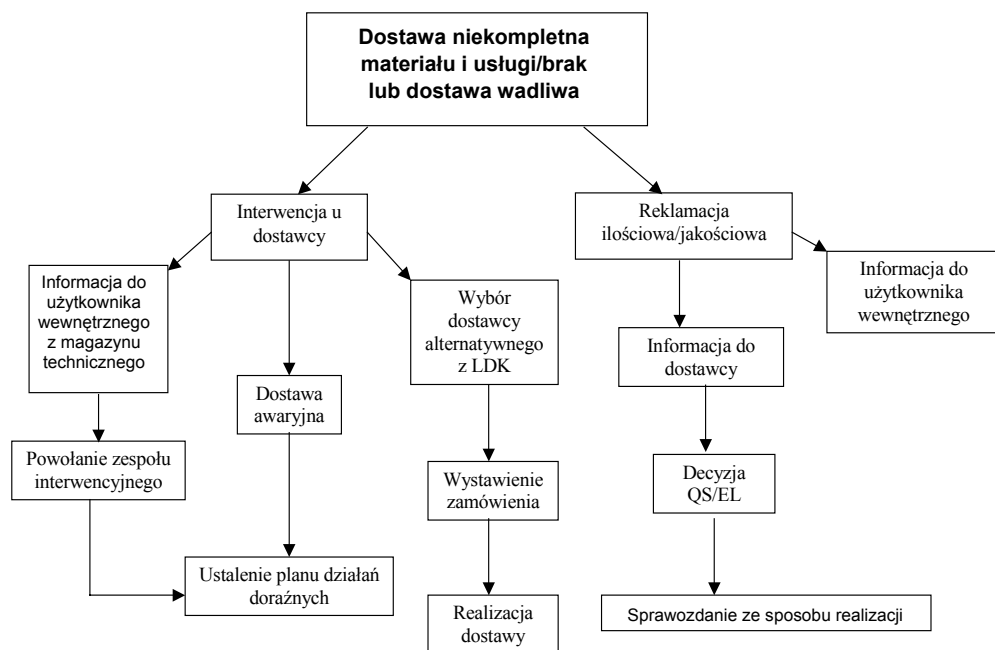 Dostawa niekompletna
materiału i usługi/brak
lub dostawa wadliwa
Interwencja u
dostawcy
Reklamacja
ilościowa/jakościowa
Informacja do
użytkownika
wewnętrznego
z magazynu
technicznego
Wybór
dostawcy
alternatywnego
z LDK
Informacja do
użytkownika
wewnętrznego
Informacja do
dostawcy
Dostawa
awaryjna
Powołanie zespołu
interwencyjnego
Wystawienie
zamówienia
Decyzja
QS/EL
Ustalenie planu działań
doraźnych
Realizacja
dostawy
Sprawozdanie ze sposobu realizacji